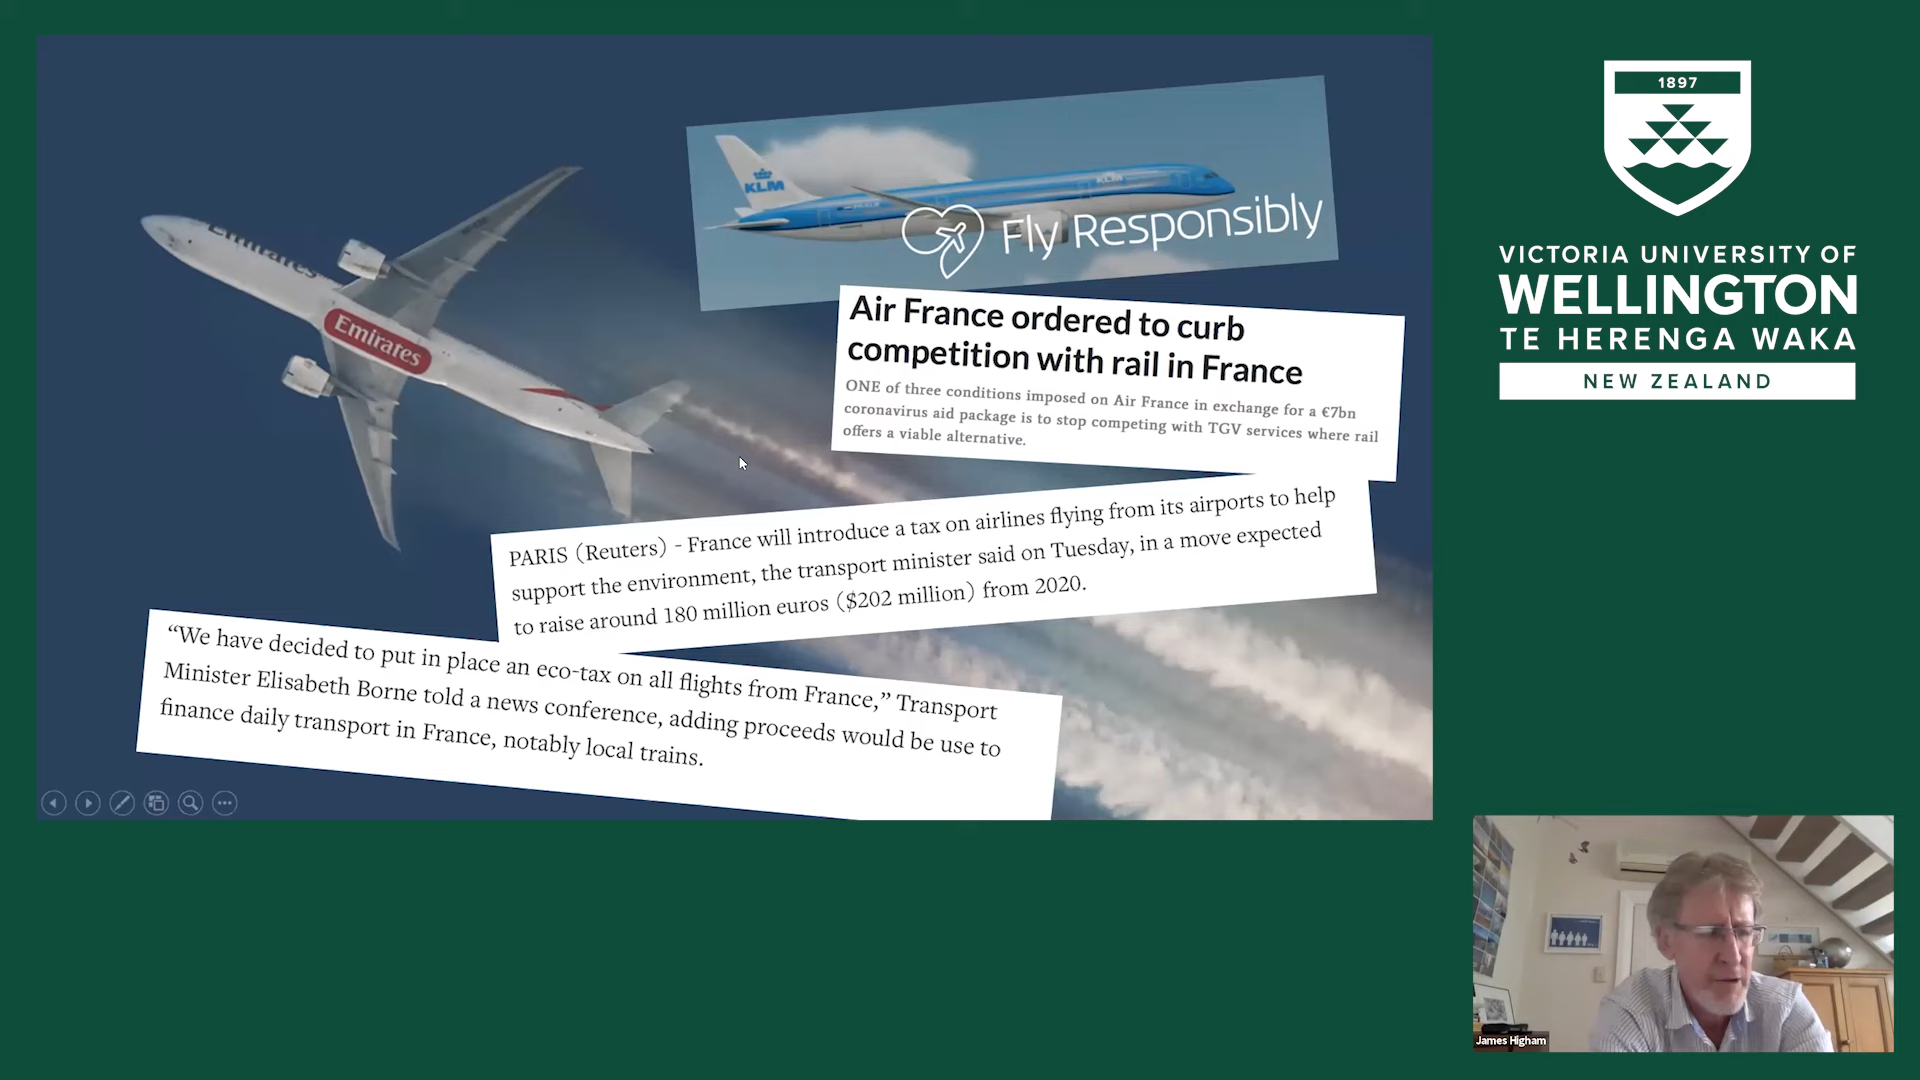 Emirates
Emirates
KLM
KLM
Fly Responsibly
Air France ordered to curb
competition with rail in France
ONE of three conditions imposed on Air France in exchange for a €7bn
coronavirus aid package is to stop competing with TGV services where rail
offers a viable alternative.
PARIS (Reuters) - France will introduce a tax on airlines flying from its airports to help
support the environment, the transport minister said on Tuesday, in a move expected
to raise around 180 million euros ($202 million) from 2020.
“We have decided to put in place an eco-tax on all flights from France,” Transport
Minister Elisabeth Borne told a news conference, adding proceeds would be use to
finance daily transport in France, notably local trains.
1897
VICTORIA UNIVERSITY OF
WELLINGTON
TE HERENGA WAKA
NEW ZEALAND
James Higham